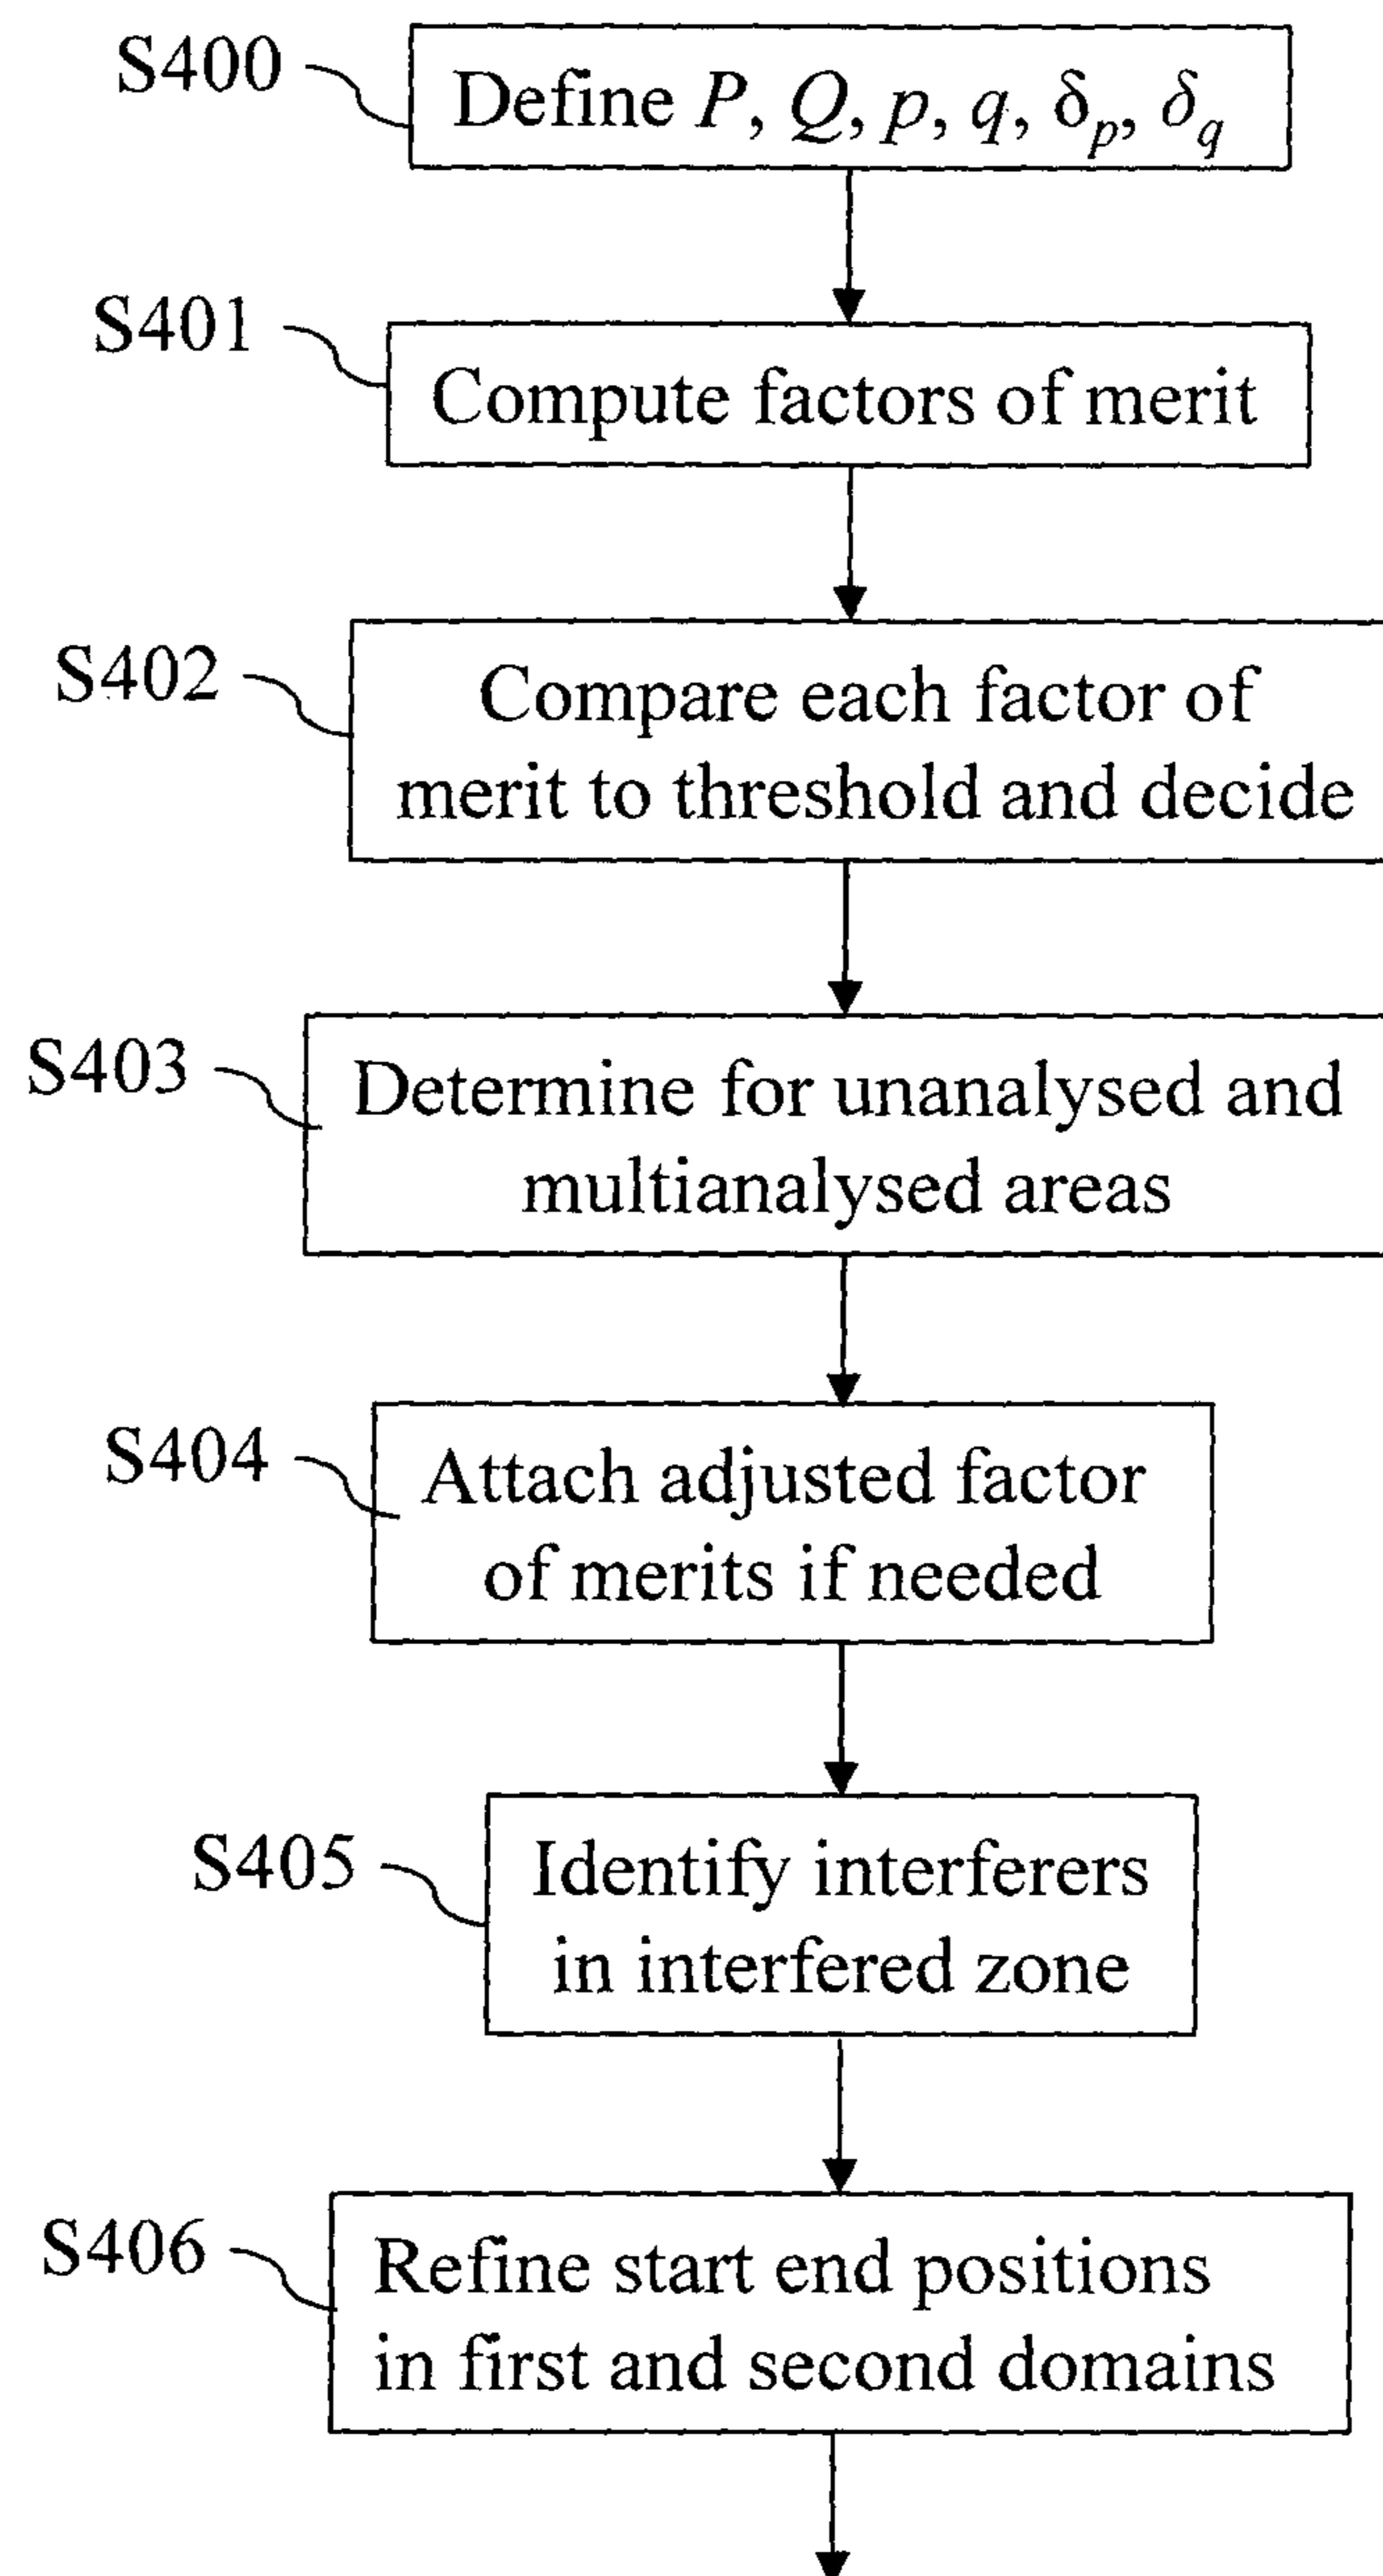 S400
Define P, Q, p, q, δp, δq
S401
Compute factors of merit
S402
Compare each factor of
merit to threshold and decide
S403
Determine for unanalysed and
multianalysed areas
S404
Attach adjusted factor
of merits if needed
S405
Identify interferers
in interfered zone
S406
Refine start end positions
in first and second domains